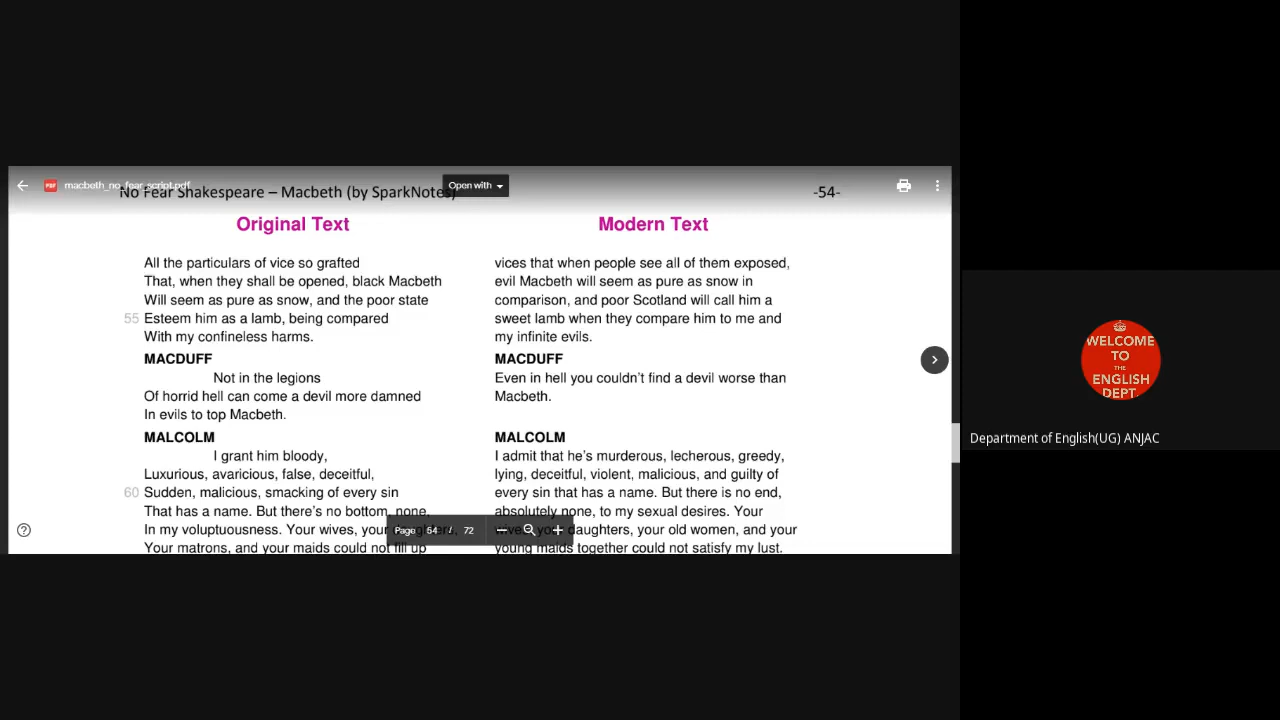 macbeth_no_fear_script.pdf
Open with
No Fear Shakespeare – Macbeth (by SparkNotes)
-54-
Original Text
All the particulars of vice so grafted
That, when they shall be opened, black Macbeth
Will seem as pure as snow, and the poor state
55 Esteem him as a lamb, being compared
With my confineless harms.
MACDUFF
Not in the legions
Of horrid hell can come a devil more damned
In evils to top Macbeth.
MALCOLM
I grant him bloody,
Luxurious, avaricious, false, deceitful,
60 Sudden, malicious, smacking of every sin
That has a name. But there’s no bottom, none,
In my voluptuousness. Your wives, your daughters,
Your matrons, and your maids could not fill up
Modern Text
vices that when people see all of them exposed,
evil Macbeth will seem as pure as snow in
comparison, and poor Scotland will call him a
sweet lamb when they compare him to me and
my infinite evils.
MACDUFF
Even in hell you couldn’t find a devil worse than
Macbeth.
MALCOLM
I admit that he’s murderous, lecherous, greedy,
lying, deceitful, violent, malicious, and guilty of
every sin that has a name. But there is no end,
absolutely none, to my sexual desires. Your
wives, your daughters, your old women, and your
young maids together could not satisfy my lust.
Page 54 / 72
WELCOME
TO
THE
ENGLISH
DEPT.
Department of English(UG) ANJAC